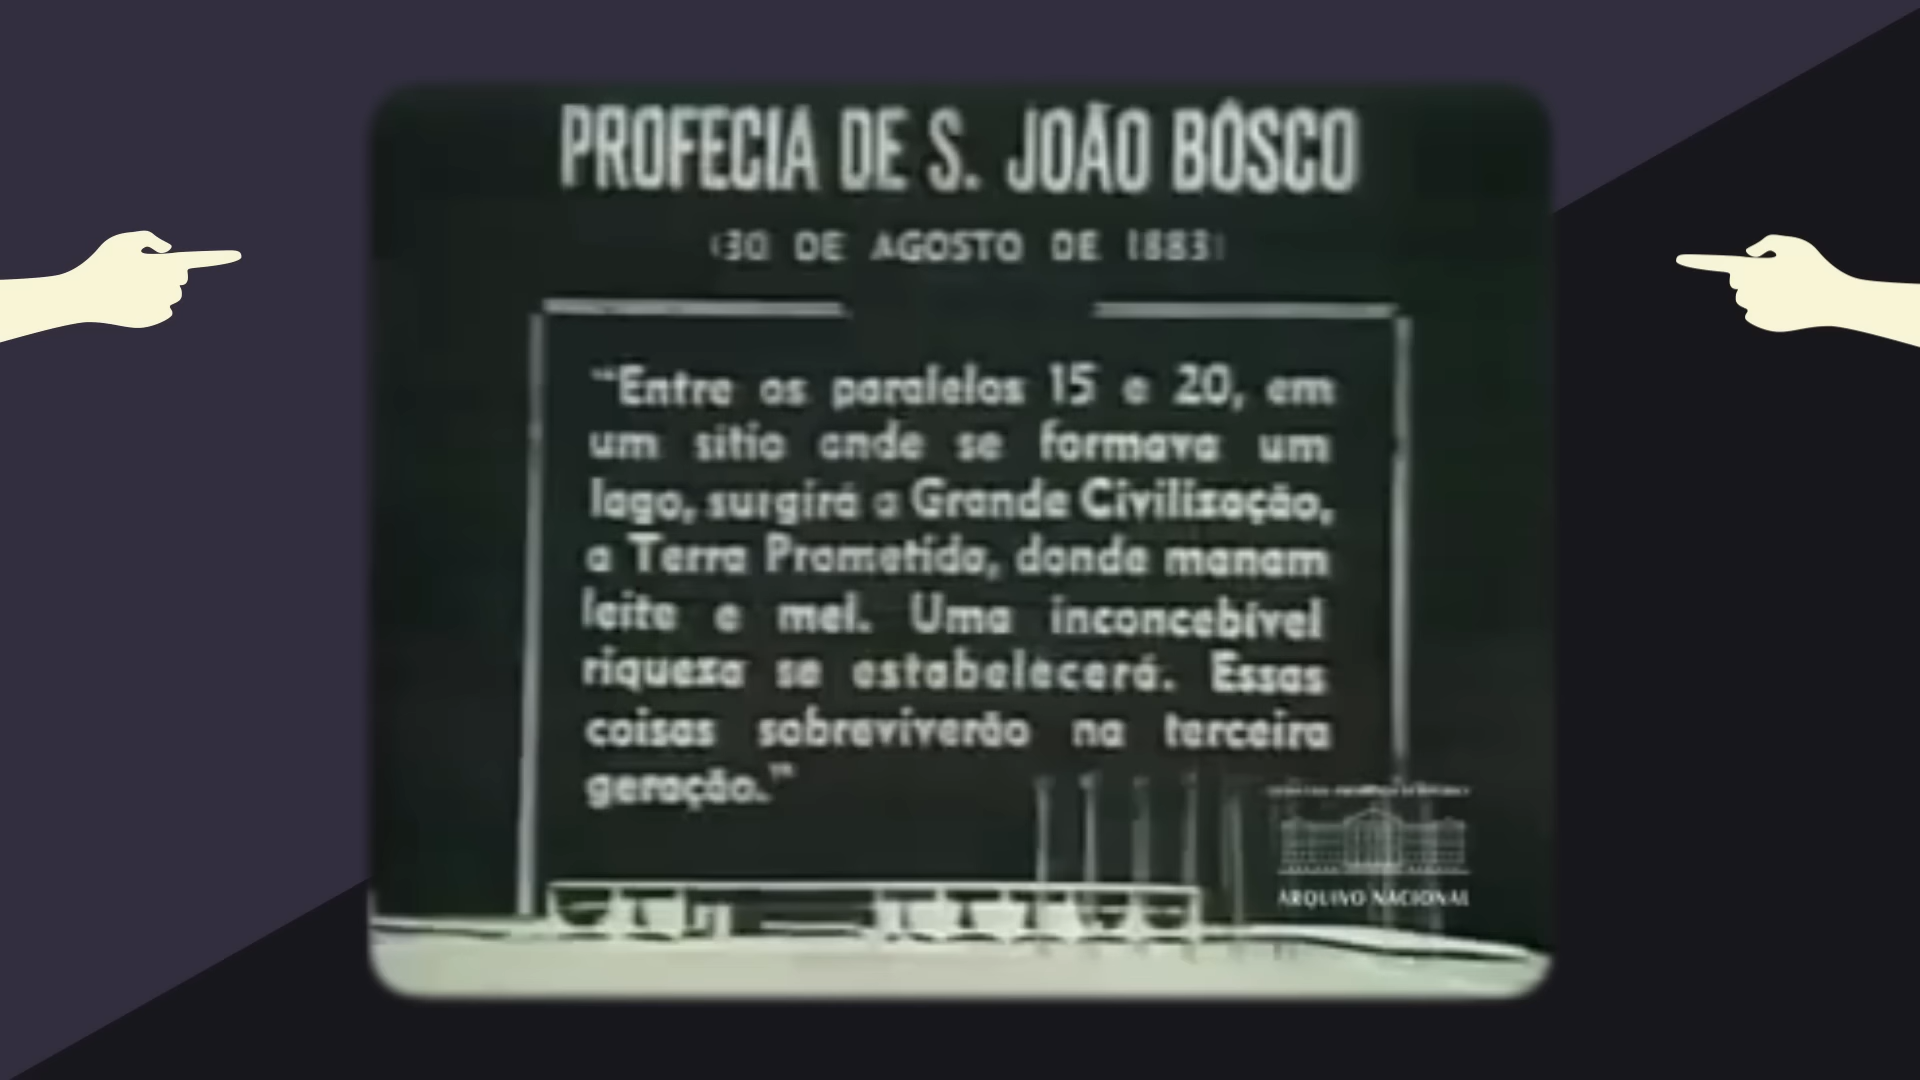 PROFECIA DE S. JOÃO BÔSCO
(30 DE AGOSTO DE 1883)
“Entre os paralelos 15 e 20, em
um sítio onde se formava um
lago, surgirá a Grande Civilização,
a Terra Prometida, donde manam
leite e mel. Uma inconcebível
riqueza se estabelecerá. Essas
coisas sobreviverão na terceira
geração.”
ARQUIVO NACIONAL